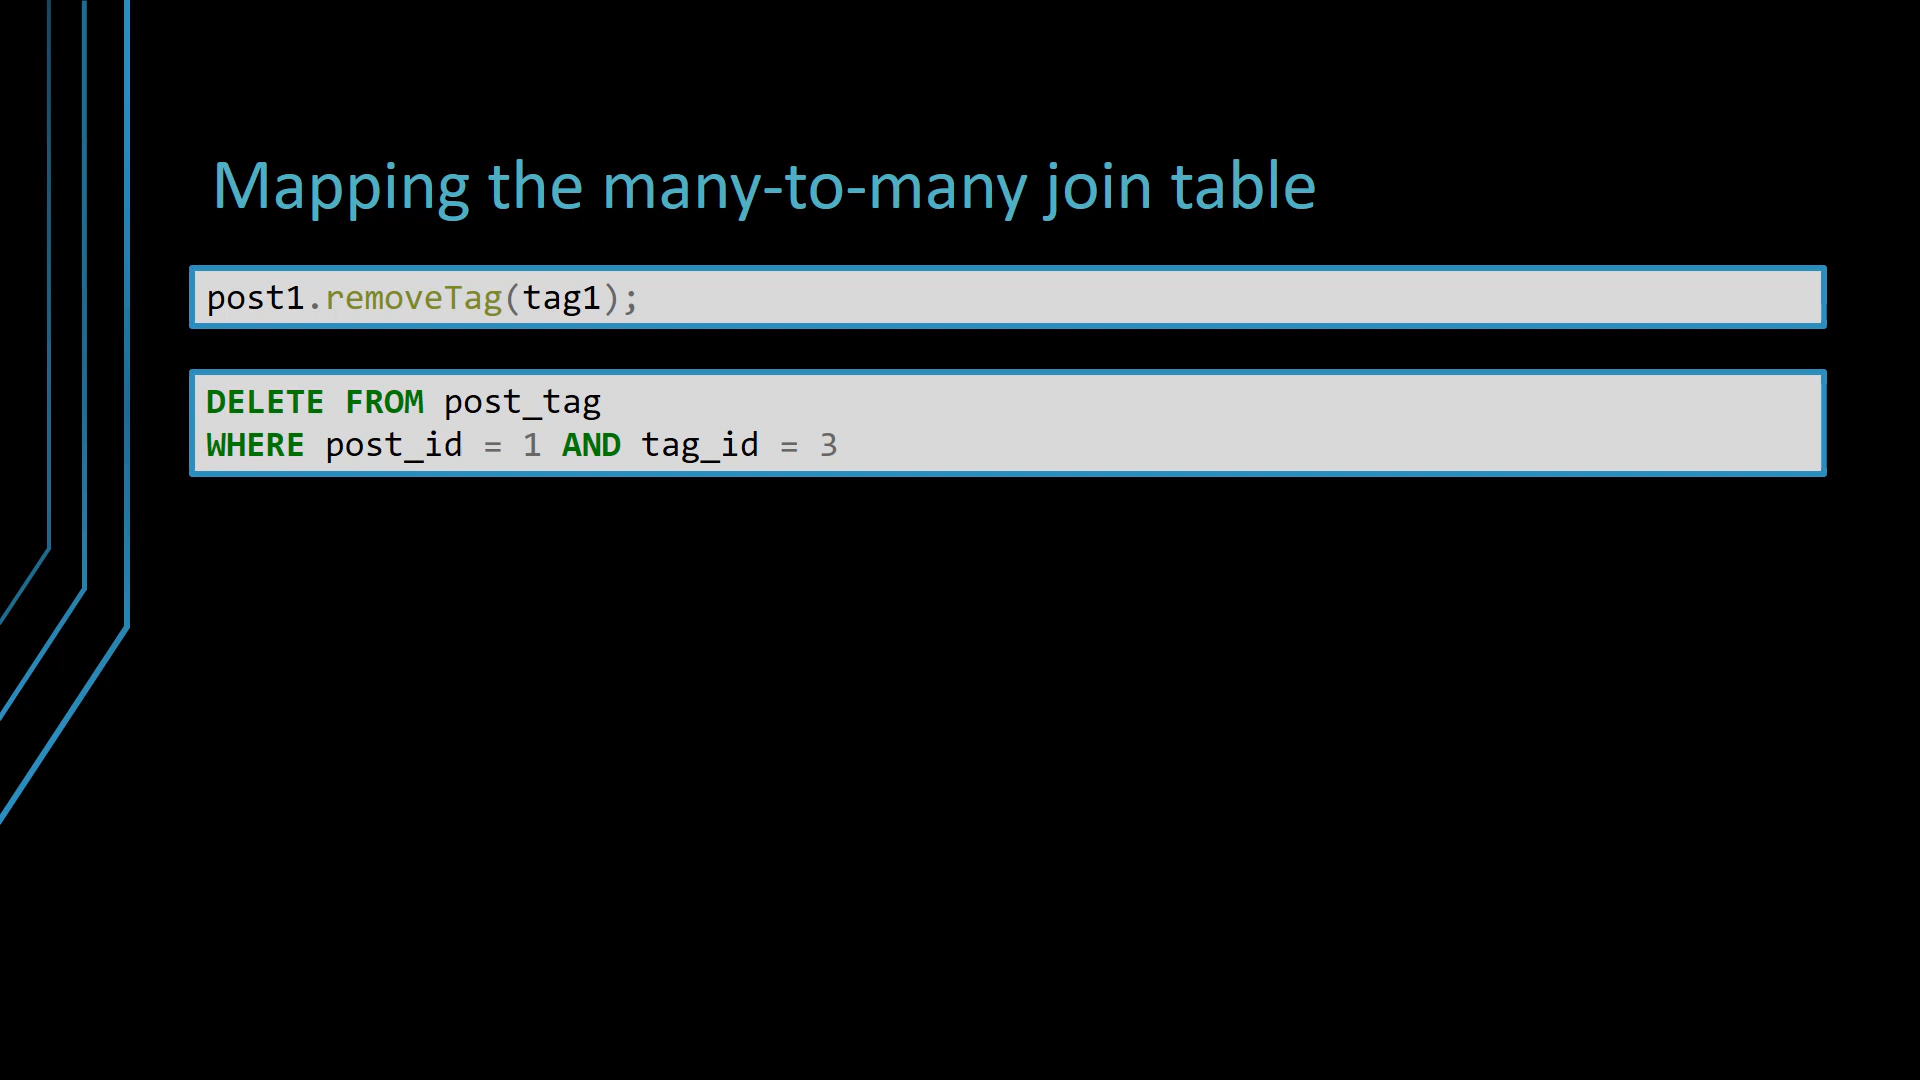 Mapping the many-to-many join table
post1.removeTag(tag1);
DELETE FROM post_tag
WHERE post_id = 1 AND tag_id = 3